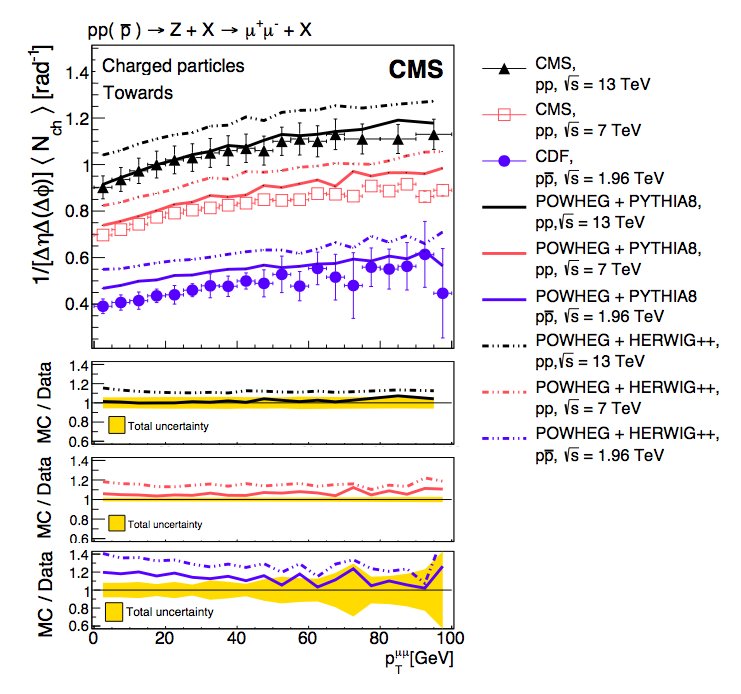 pp( p̅ ) → Z + X → μ⁺μ⁻ + X
1/[ΔηΔ(Δϕ)] ⟨ N_ch ⟩ [rad⁻¹]
Charged particles
CMS
Towards
1.4
1.2
1
0.8
0.6
0.4
CMS,
pp, √s = 13 TeV
CMS
pp, √s = 7 TeV
CDF,
pp̅, √s = 1.96 TeV
POWHEG + PYTHIA8,
pp,√s = 13 TeV
POWHEG + PYTHIA8,
pp, √s = 7 TeV
POWHEG + PYTHIA8
pp̅, √s = 1.96 TeV
POWHEG + HERWIG++,
pp,√s = 13 TeV
POWHEG + HERWIG++,
pp, √s = 7 TeV
POWHEG + HERWIG++,
pp̅, √s = 1.96 TeV
MC / Data
1.4
1.2
1
0.8
0.6
Total uncertainty
MC / Data
1.4
1.2
1
0.8
0.6
Total uncertainty
MC / Data
1.4
1.2
1
0.8
0.6
Total uncertainty
0 20 40 60 80 100
p_T^μμ[GeV]